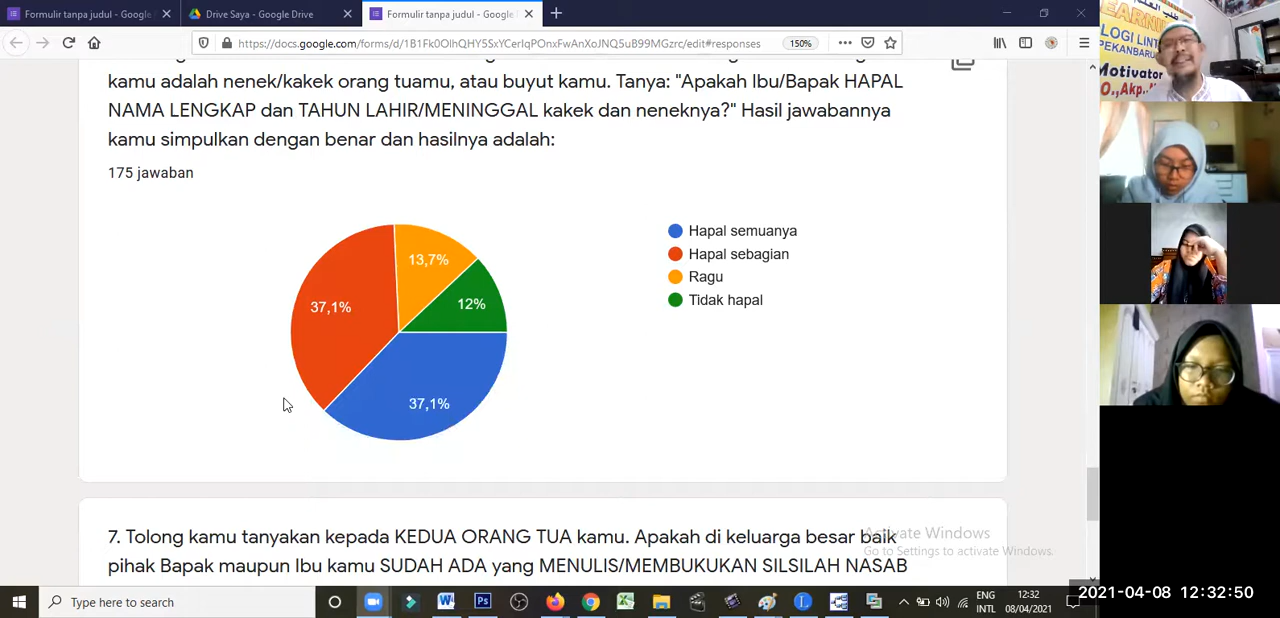 Formulir tanpa judul - Google
Drive Saya - Google Drive
Formulir tanpa judul - Google
https://docs.google.com/forms/d/1B1Fk0OlhQHY5SxYCerIqPOnxFwAnXoJNQ5uB99MGzrc/edit#responses
150%
kamu adalah nenek/kakek orang tuamu, atau buyut kamu. Tanya: "Apakah Ibu/Bapak HAPAL
NAMA LENGKAP dan TAHUN LAHIR/MENINGGAL kakek dan neneknya?" Hasil jawabannya
kamu simpulkan dengan benar dan hasilnya adalah:
175 jawaban
Hapal semuanya
Hapal sebagian
Ragu
Tidak hapal
13,7%
12%
37,1%
37,1%
7. Tolong kamu tanyakan kepada KEDUA ORANG TUA kamu. Apakah di keluarga besar baik
pihak Bapak maupun Ibu kamu SUDAH ADA yang MENULIS/MEMBUKUKAN SILSILAH NASAB
Activate Windows
Go to Settings to activate Windows.
Type here to search
ENG
INTL
12:32
08/04/2021
2021-04-08 12:32:50
LOGI LINT
PEKANBARU
Motivator